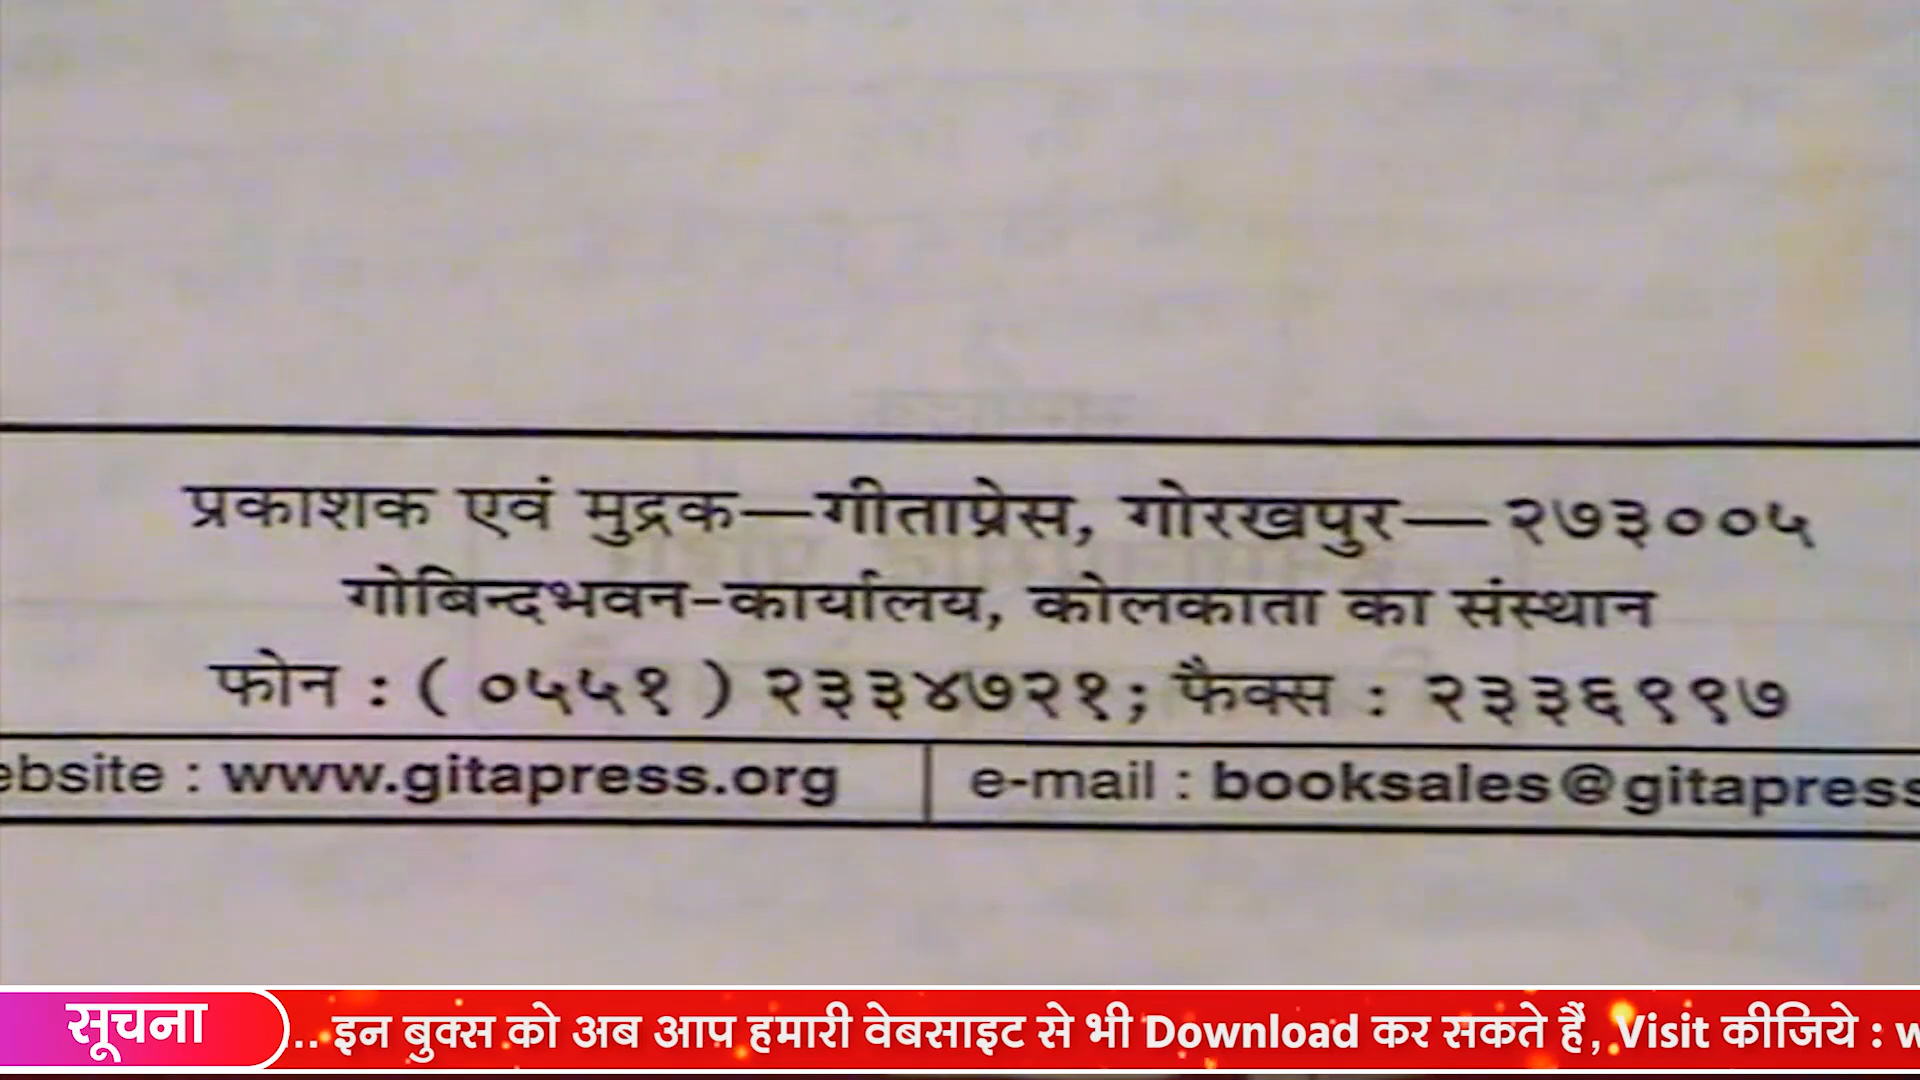 प्रकाशक एवं मुद्रक—गीताप्रेस, गोरखपुर—२७३००५
गोबिन्दभवन-कार्यालय, कोलकाता का संस्थान
फोन : ( ०५५१ ) २३३४७२१; फैक्स : २३३६९९७
ebsite : www.gitapress.org e-mail : booksales@gitapress
सूचना ... इन बुक्स को अब आप हमारी वेबसाइट से भी Download कर सकते हैं, Visit कीजिये : w